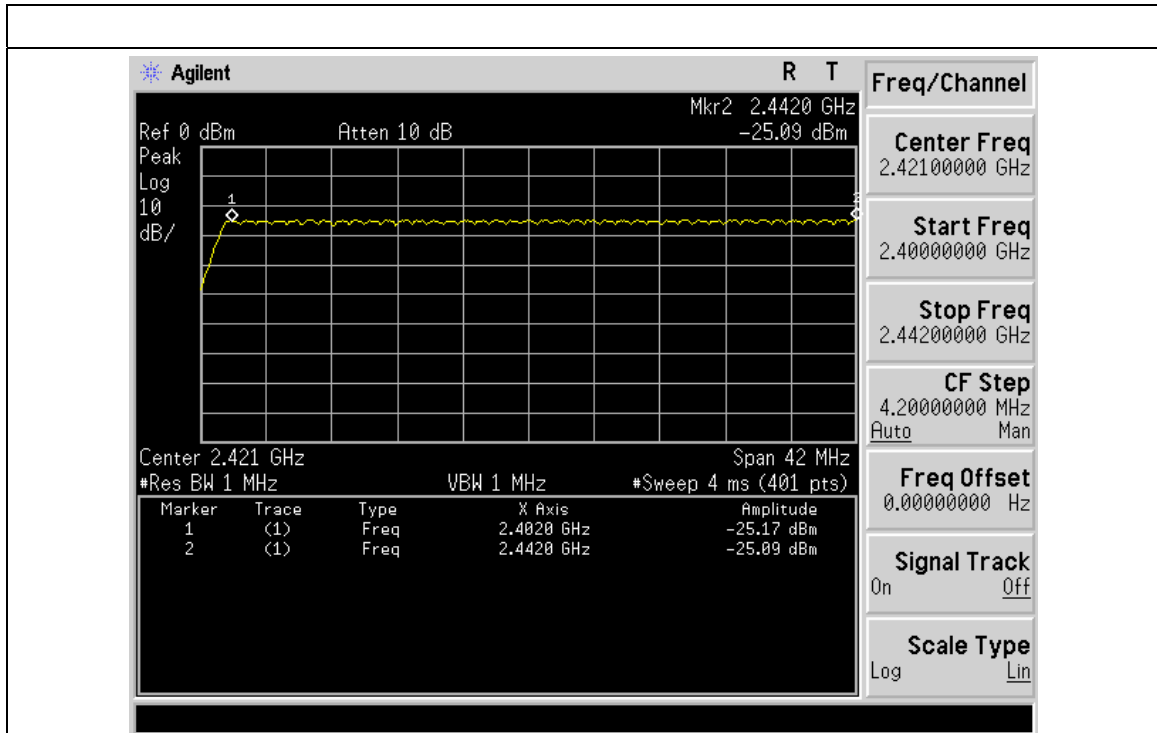 Agilent R T
Mkr2 2.4420 GHz
Ref 0 dBm Atten 10 dB -25.09 dBm
Peak
Log
10
dB/
1
2
Center 2.421 GHz Span 42 MHz
#Res BW 1 MHz VBW 1 MHz #Sweep 4 ms (401 pts)
Marker Trace Type X Axis Amplitude
1 (1) Freq 2.4020 GHz -25.17 dBm
2 (1) Freq 2.4420 GHz -25.09 dBm
Freq/Channel
Center Freq
2.42100000 GHz
Start Freq
2.40000000 GHz
Stop Freq
2.44200000 GHz
CF Step
4.20000000 MHz
Auto Man
Freq Offset
0.00000000 Hz
Signal Track
On Off
Scale Type
Log Lin